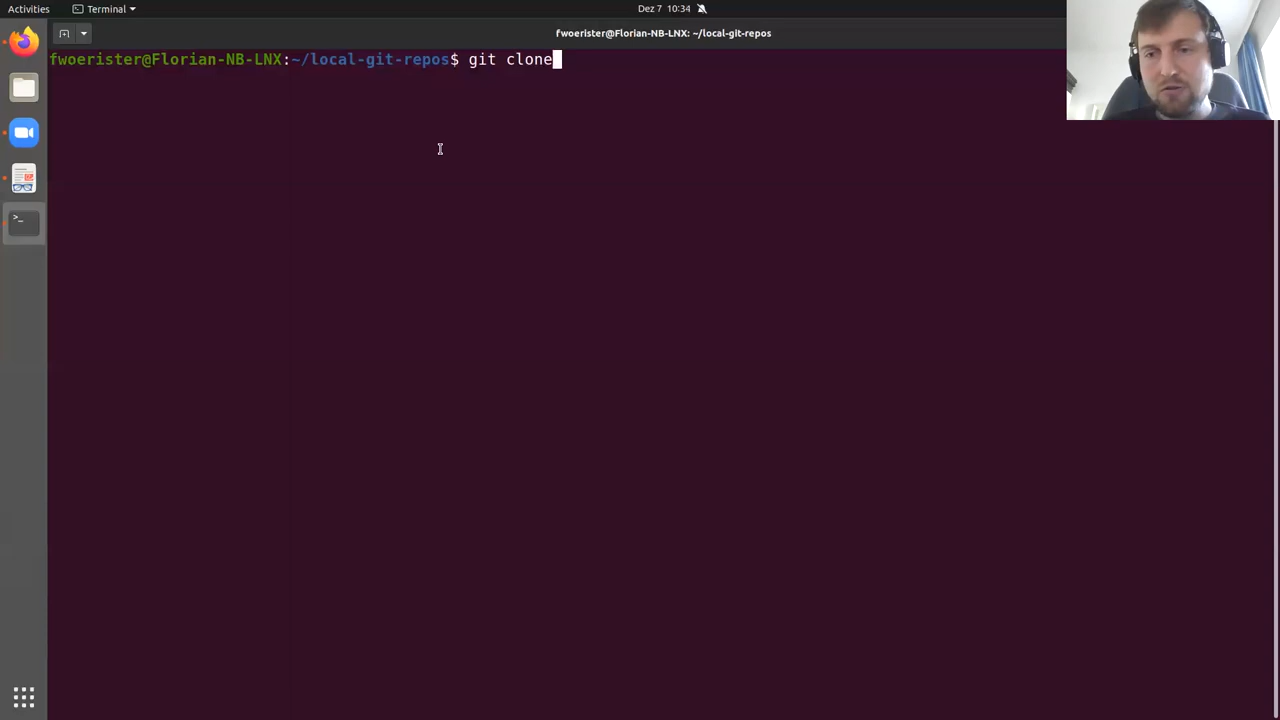 Activities
Terminal
Dez 7 10:34
fwoerister@Florian-NB-LNX: ~/local-git-repos
fwoerister@Florian-NB-LNX:~/local-git-repos$ git clone
>_